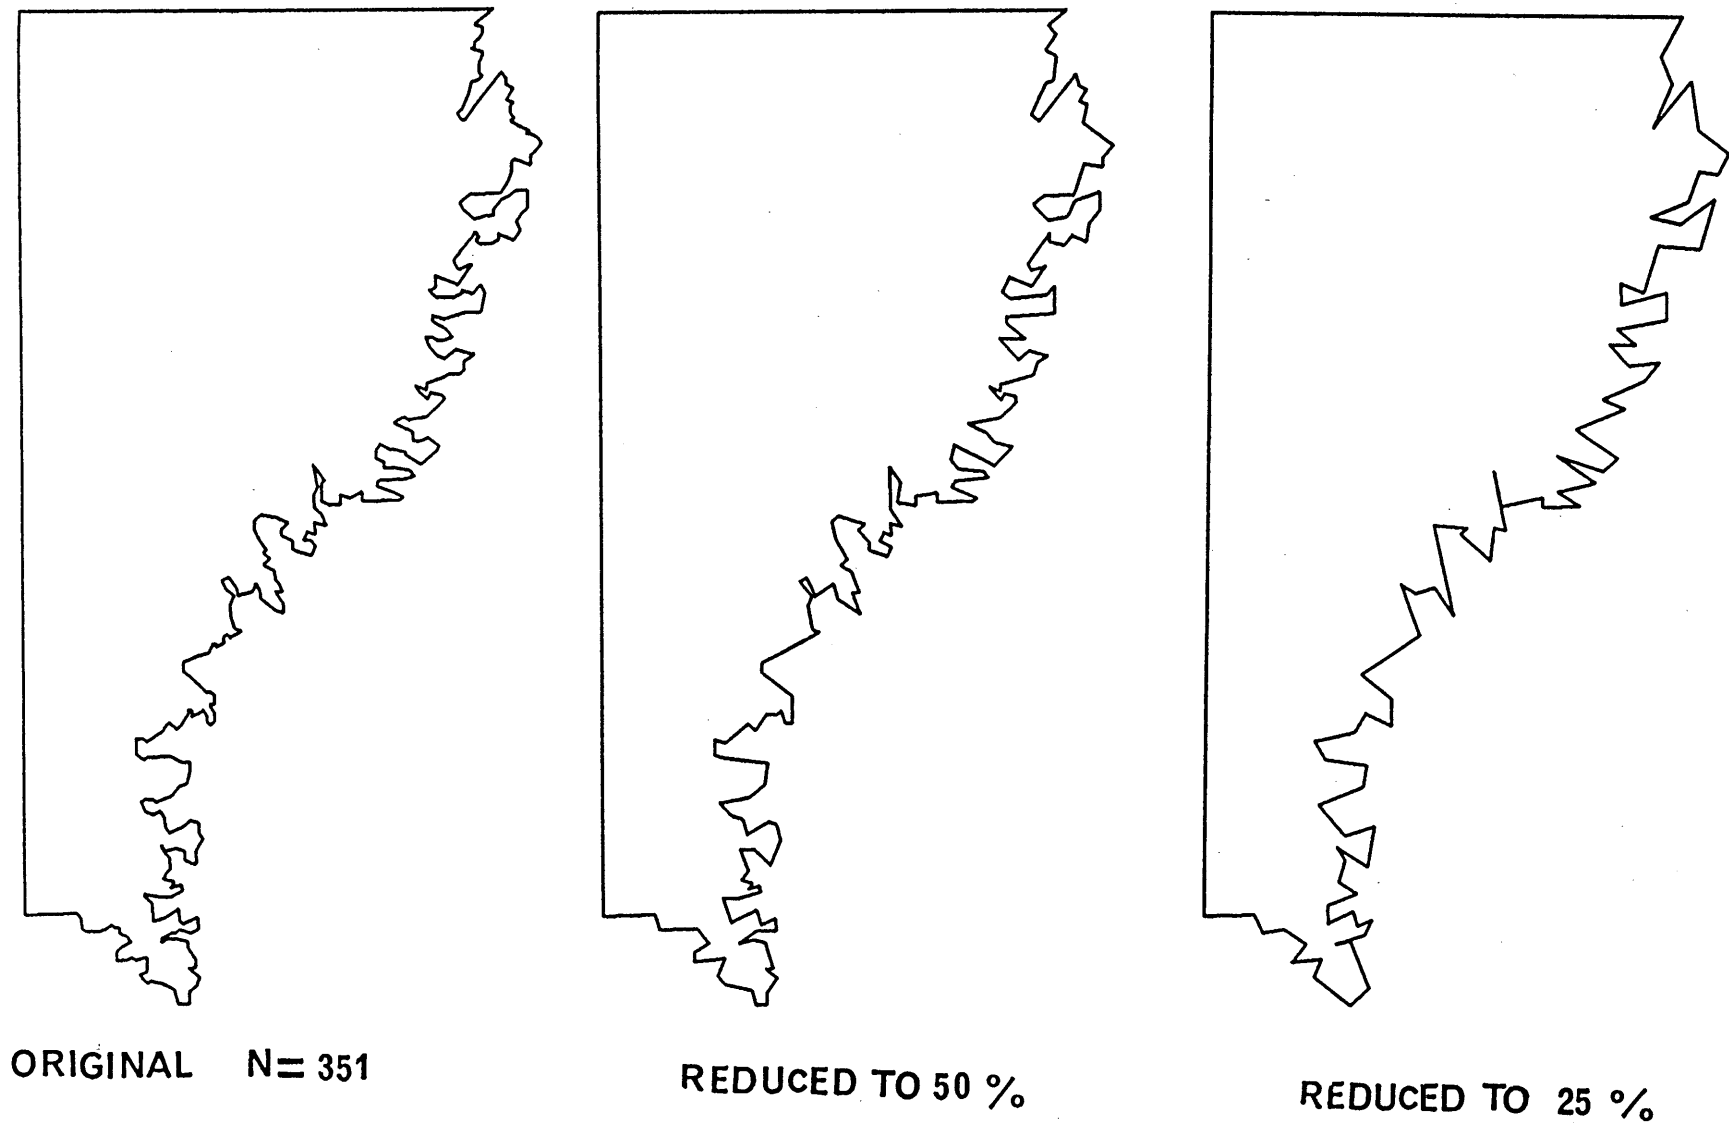 ORIGINAL N= 351
REDUCED TO 50 %
REDUCED TO 25 %